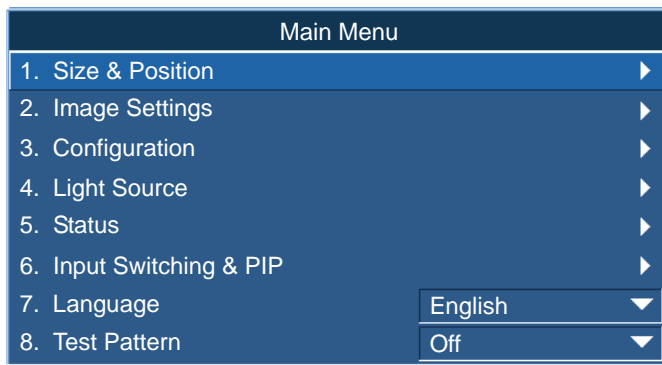 Main Menu
1. Size & Position
2. Image Settings
3. Configuration
4. Light Source
5. Status
6. Input Switching & PIP
7. Language English
8. Test Pattern Off